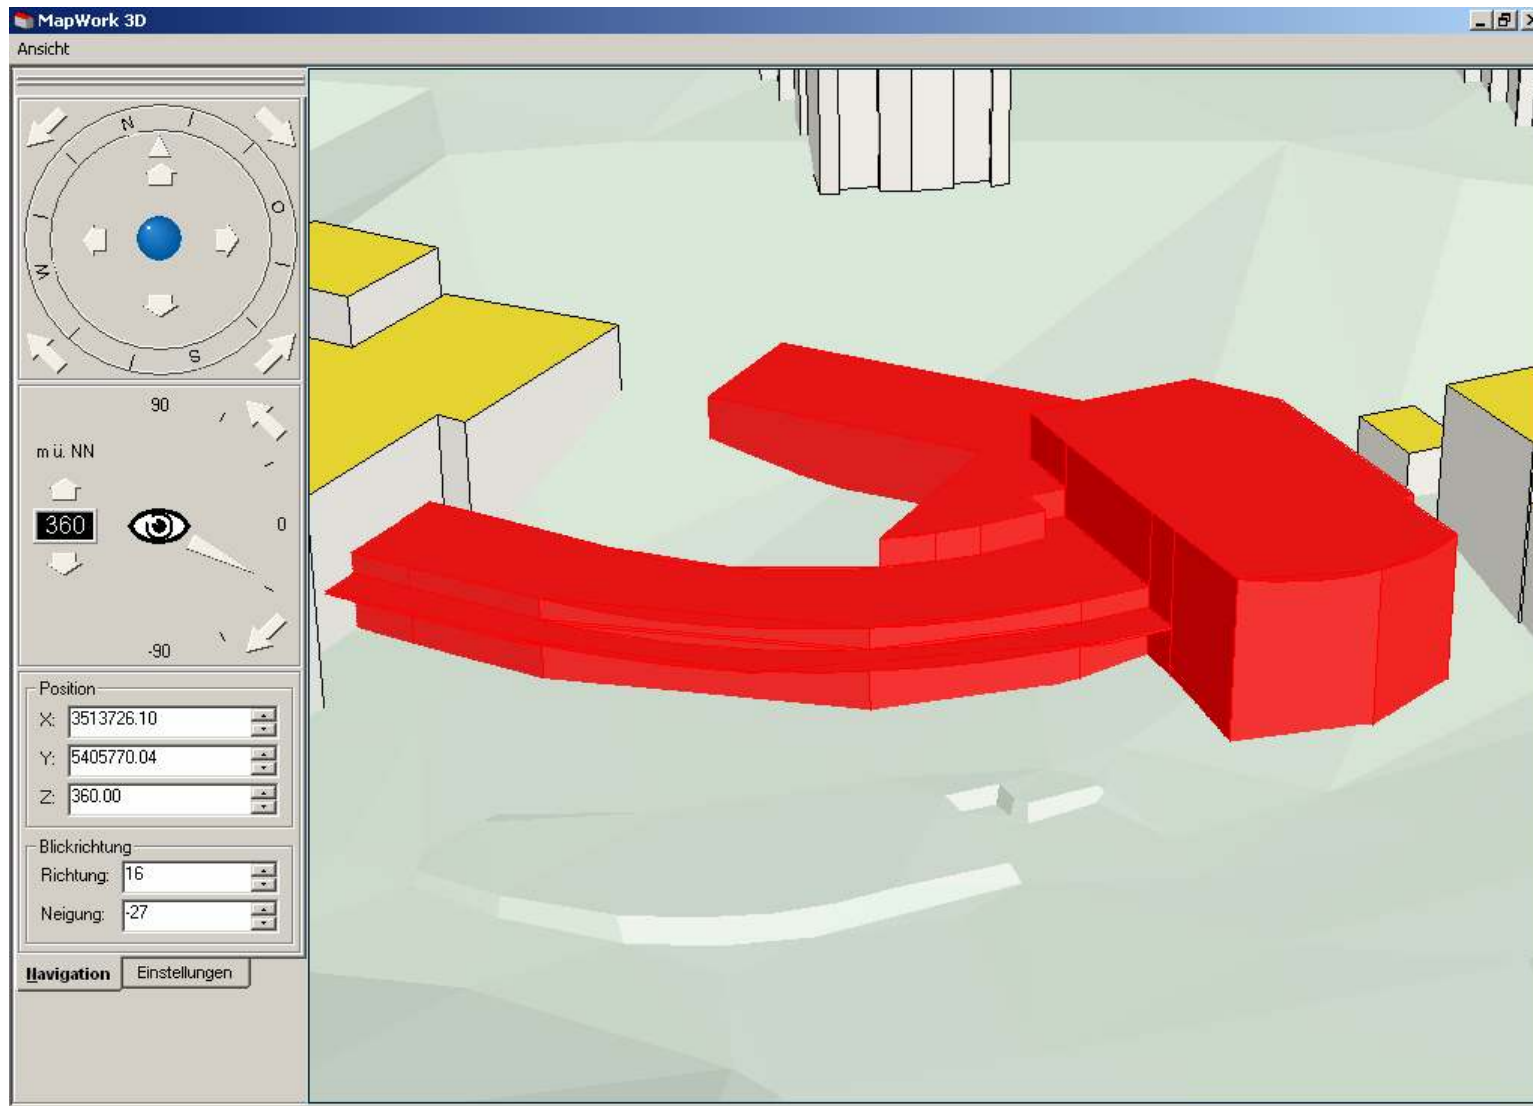 MapWork 3D
Ansicht
N
O
W
S
90
m ü. NN
360
0
-90
Position
X: 3513726.10
Y: 5405770.04
Z: 360.00
Blickrichtung
Richtung: 16
Neigung: -27
Navigation Einstellungen